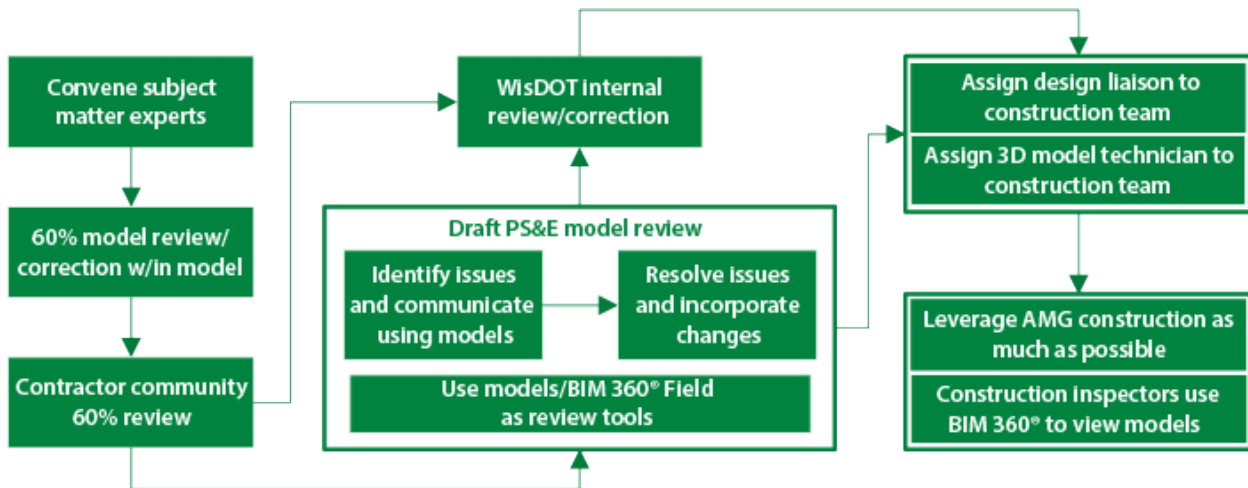 Convene subject
matter experts
60% model review/
correction w/in model
Contractor community
60% review
WisDOT internal
review/correction
Draft PS&E model review
Identify issues
and communicate
using models
Resolve issues
and incorporate
changes
Use models/BIM 360® Field
as review tools
Assign design liaison to
construction team
Assign 3D model technician to
construction team
Leverage AMG construction as
much as possible
Construction inspectors use
BIM 360® to view models